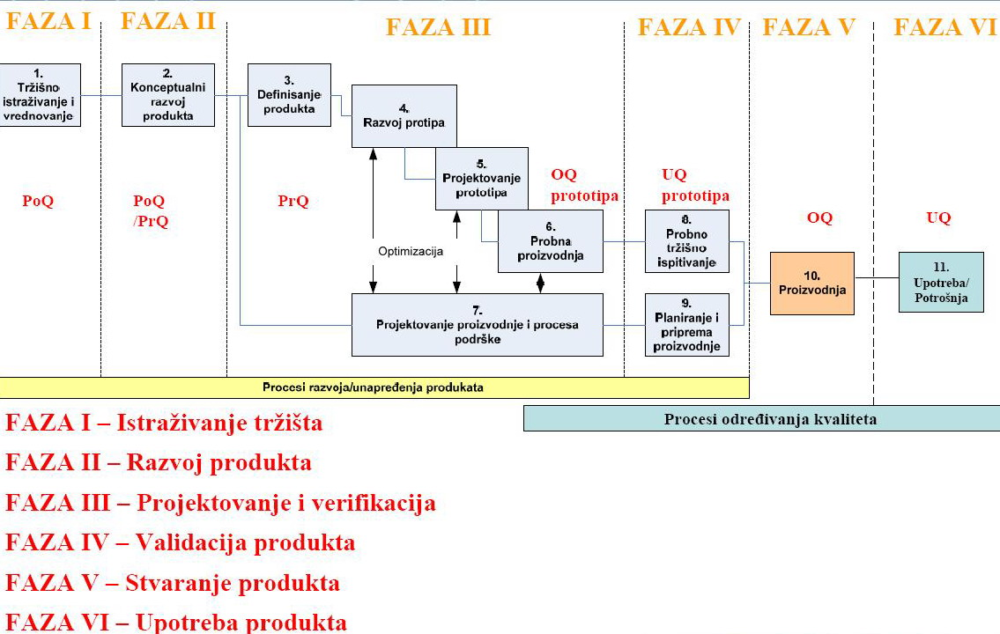 FAZA I
FAZA II
FAZA III
FAZA IV
FAZA V
FAZA VI
1.
Tržišno
istraživanje i
vrednovanje
2.
Konceptualni
razvoj
produkta
3.
Definisanje
produkta
4.
Razvoj protipa
5.
Projektovanje
prototipa
6.
Probna
proizvodnja
7.
Projektovanje proizvodnje i procesa
podrške
8.
Probno
tržišno
ispitivanje
9.
Planiranje i
priprema
proizvodnje
10.
Proizvodnja
11.
Upotreba/
Potrošnja
PoQ
PoQ
/PrQ
PrQ
OQ
prototipa
UQ
prototipa
OQ
UQ
Optimizacija
Procesi razvoja/unapređenja produkata
Procesi određivanja kvaliteta
FAZA I – Istraživanje tržišta
FAZA II – Razvoj produkta
FAZA III – Projektovanje i verifikacija
FAZA IV – Validacija produkta
FAZA V – Stvaranje produkta
FAZA VI – Upotreba produkta